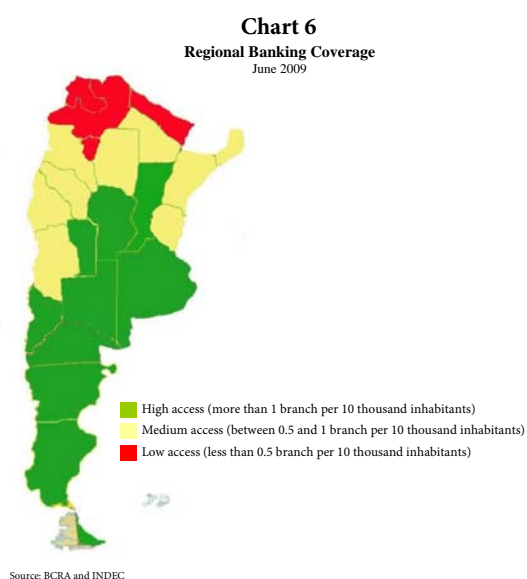 Chart 6
Regional Banking Coverage
June 2009
High access (more than 1 branch per 10 thousand inhabitants)
Medium access (between 0.5 and 1 branch per 10 thousand inhabitants)
Low access (less than 0.5 branch per 10 thousand inhabitants)
Source: BCRA and INDEC